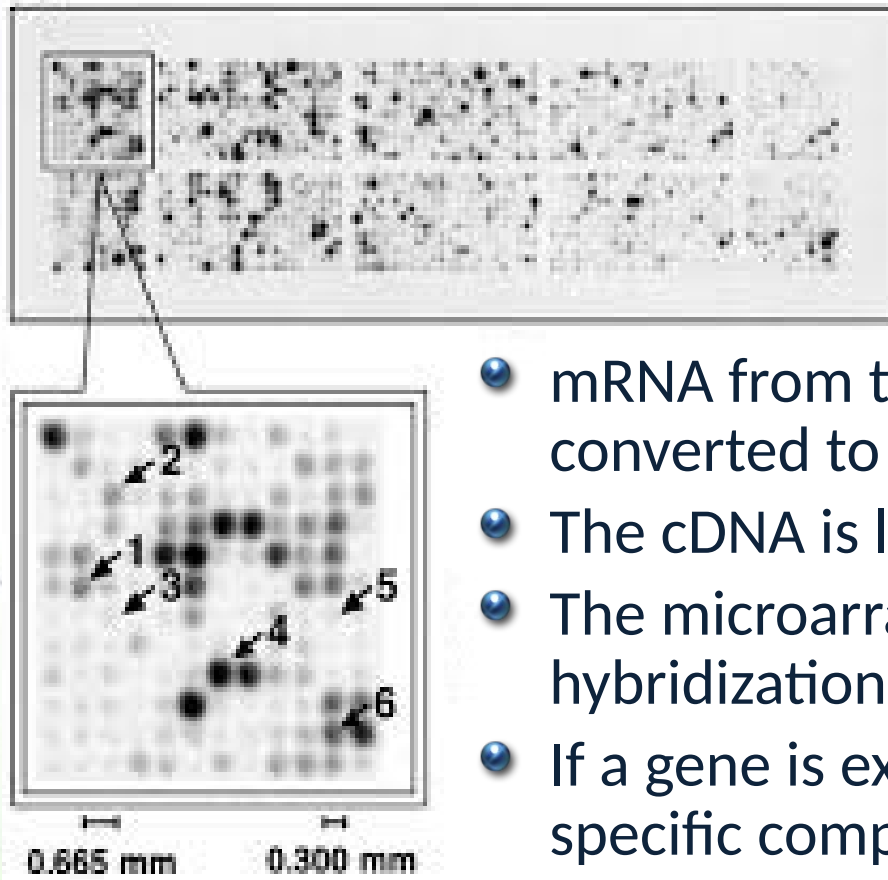 2
1
3
5
4
6
0.665 mm 0.300 mm
mRNA from t
converted to
The cDNA is l
The microarra
hybridization
If a gene is ex
specific comp